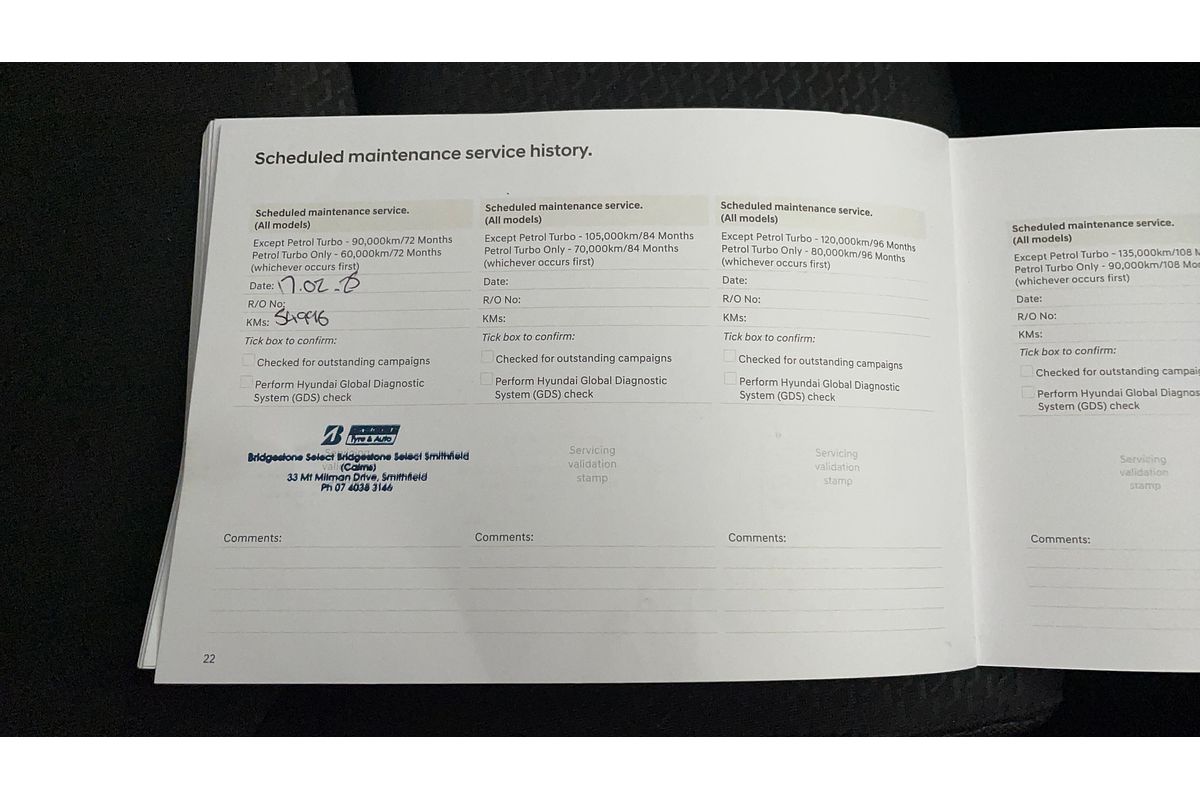 Scheduled maintenance service history.
Scheduled maintenance service.
(All models)
Except Petrol Turbo - 90,000km/72 Months
Petrol Turbo Only - 60,000km/72 Months
(whichever occurs first)
Date: 17.02
R/O No:
KMs: 54996
Tick box to confirm:
Checked for outstanding campaigns
Perform Hyundai Global Diagnostic
System (GDS) check
Tyre & Auto
Bridgestone Select Bridgestone Select Smithfield
(Cairns)
33 Mt Milman Drive, Smithfield
Ph 07 4038 3146
Comments:
Scheduled maintenance service.
(All models)
Except Petrol Turbo - 105,000km/84 Months
Petrol Turbo Only - 70,000km/84 Months
(whichever occurs first)
Date:
R/O No:
KMs:
Tick box to confirm:
Checked for outstanding campaigns
Perform Hyundai Global Diagnostic
System (GDS) check
Servicing
validation
stamp
Comments:
Scheduled maintenance service.
(All models)
Except Petrol Turbo - 120,000km/96 Months
Petrol Turbo Only - 80,000km/96 Months
(whichever occurs first)
Date:
R/O No:
KMs:
Tick box to confirm:
Checked for outstanding campaigns
Perform Hyundai Global Diagnostic
System (GDS) check
Servicing
validation
stamp
Comments:
22
Scheduled maintenance service.
(All models)
Except Petrol Turbo - 135,000km/108 M
Petrol Turbo Only - 90,000km/108 Mo
(whichever occurs first)
Date:
R/O No:
KMs:
Tick box to confirm:
Checked for outstanding campai
Perform Hyundai Global Diagnos
System (GDS) check
Servicing
validation
stamp
Comments: